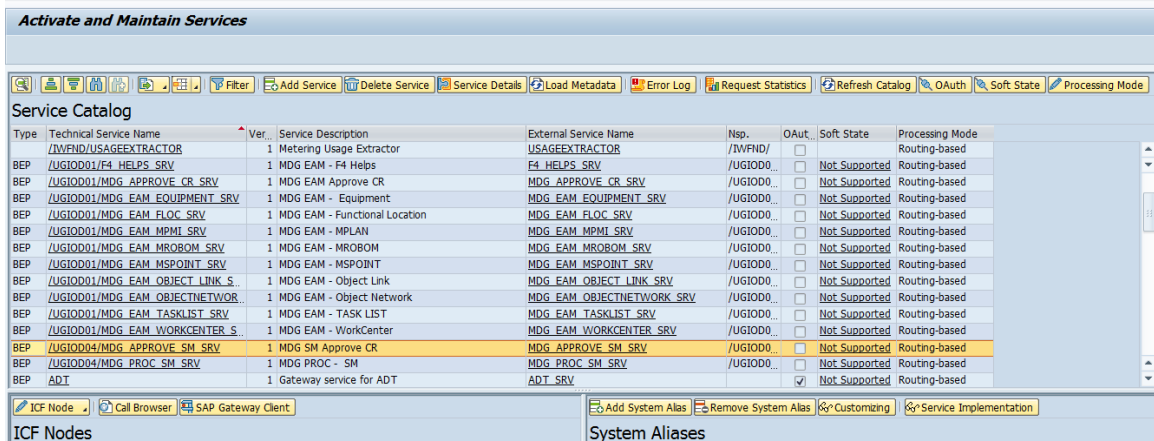 Activate and Maintain Services
Filter Add Service Delete Service Service Details Load Metadata Error Log Request Statistics Refresh Catalog OAuth Soft State Processing Mode
Service Catalog
Type Technical Service Name Ver... Service Description External Service Name Nsp. OAut... Soft State Processing Mode
/IWFND/USAGEEXTRACTOR 1 Metering Usage Extractor USAGEEXTRACTOR /IWFND/ Routing-based
BEP /UGIOD01/F4_HELPS_SRV 1 MDG EAM - F4 Helps F4_HELPS_SRV /UGIOD0... Not Supported Routing-based
BEP /UGIOD01/MDG_APPROVE_CR_SRV 1 MDG EAM Approve CR MDG_APPROVE_CR_SRV /UGIOD0... Not Supported Routing-based
BEP /UGIOD01/MDG_EAM_EQUIPMENT_SRV 1 MDG EAM - Equipment MDG_EAM_EQUIPMENT_SRV /UGIOD0... Not Supported Routing-based
BEP /UGIOD01/MDG_EAM_FLOC_SRV 1 MDG EAM - Functional Location MDG_EAM_FLOC_SRV /UGIOD0... Not Supported Routing-based
BEP /UGIOD01/MDG_EAM_MPMI_SRV 1 MDG EAM - MPLAN MDG_EAM_MPMI_SRV /UGIOD0... Not Supported Routing-based
BEP /UGIOD01/MDG_EAM_MROBOM_SRV 1 MDG EAM - MROBOM MDG_EAM_MROBOM_SRV /UGIOD0... Not Supported Routing-based
BEP /UGIOD01/MDG_EAM_MSPOINT_SRV 1 MDG EAM - MSPOINT MDG_EAM_MSPOINT_SRV /UGIOD0... Not Supported Routing-based
BEP /UGIOD01/MDG_EAM_OBJECT_LINK_S... 1 MDG EAM - Object Link MDG_EAM_OBJECT_LINK_SRV /UGIOD0... Not Supported Routing-based
BEP /UGIOD01/MDG_EAM_OBJECTNETWOR... 1 MDG EAM - Object Network MDG_EAM_OBJECTNETWORK_SRV /UGIOD0... Not Supported Routing-based
BEP /UGIOD01/MDG_EAM_TASKLIST_SRV 1 MDG EAM - TASK LIST MDG_EAM_TASKLIST_SRV /UGIOD0... Not Supported Routing-based
BEP /UGIOD01/MDG_EAM_WORKCENTER_S... 1 MDG EAM - WorkCenter MDG_EAM_WORKCENTER_SRV /UGIOD0... Not Supported Routing-based
BEP /UGIOD04/MDG_APPROVE_SM_SRV 1 MDG SM Approve CR MDG_APPROVE_SM_SRV /UGIOD0... Not Supported Routing-based
BEP /UGIOD04/MDG_PROC_SM_SRV 1 MDG PROC - SM MDG_PROC_SM_SRV /UGIOD0... Not Supported Routing-based
BEP ADT 1 Gateway service for ADT ADT_SRV Not Supported Routing-based
ICF Node Call Browser SAP Gateway Client Add System Alias Remove System Alias Customizing Service Implementation
ICF Nodes System Aliases